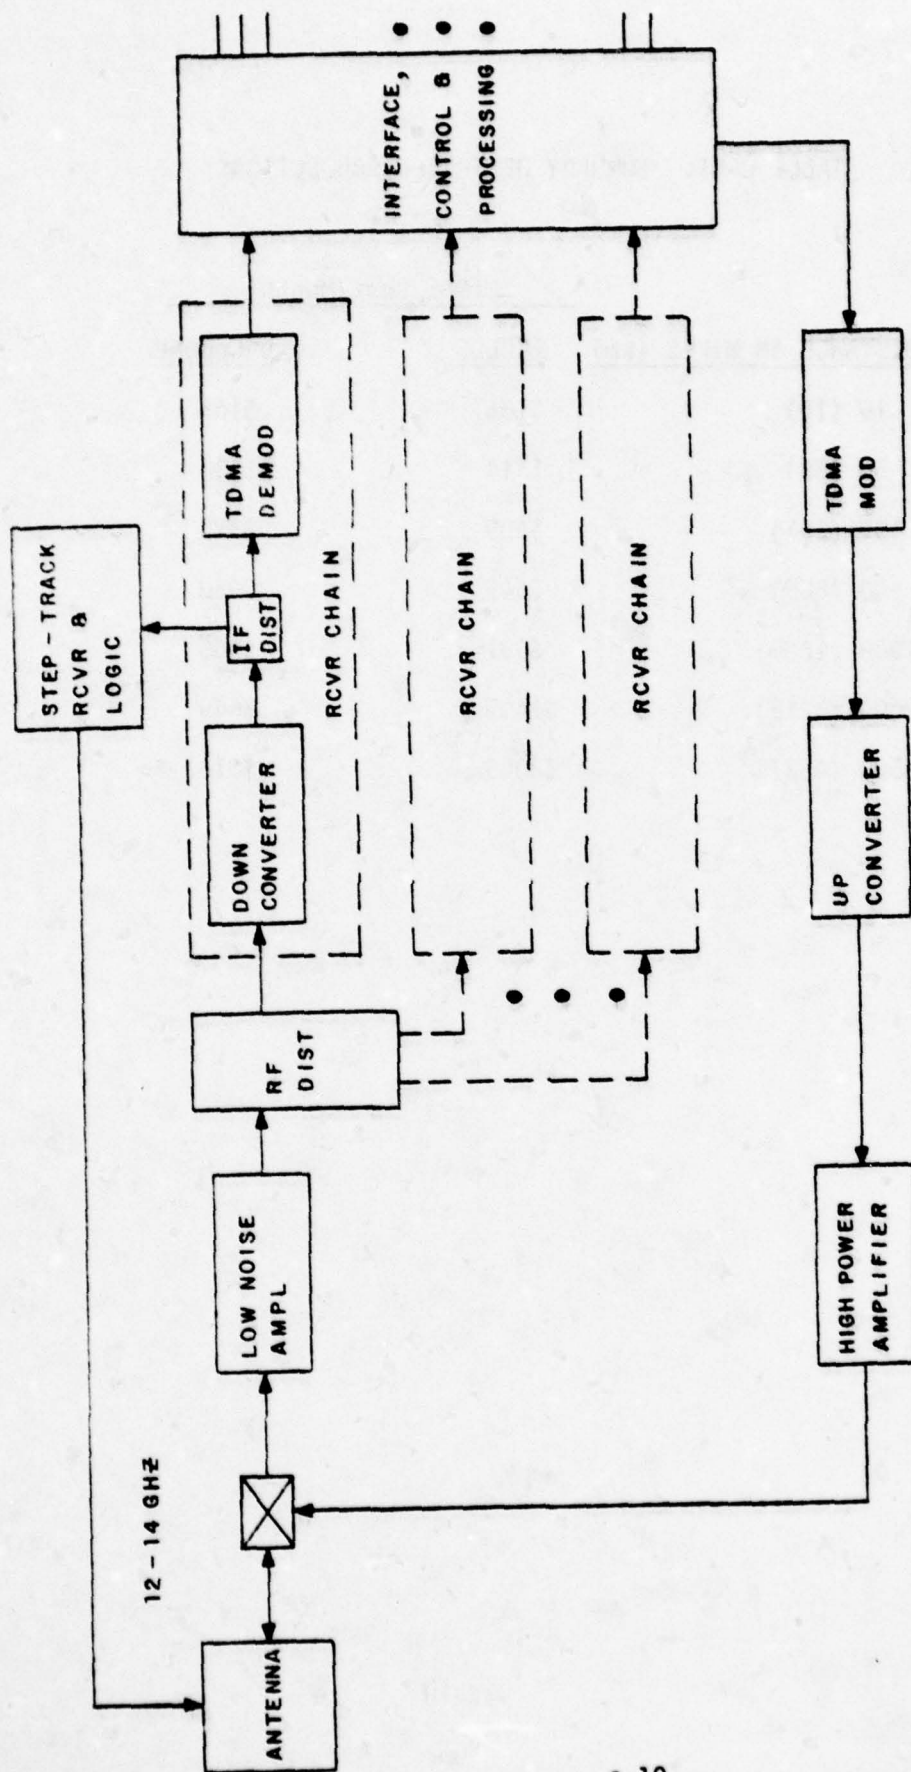 STEP-TRACK
RCVR &
LOGIC
12-14 GHZ
ANTENNA
LOW NOISE
AMPL
RF
DIST
DOWN
CONVERTER
IF
DIST
TDMA
DEMOD
RCVR CHAIN
RCVR CHAIN
RCVR CHAIN
INTERFACE,
CONTROL &
PROCESSING
TDMA
MOD
UP
CONVERTER
HIGH POWER
AMPLIFIER